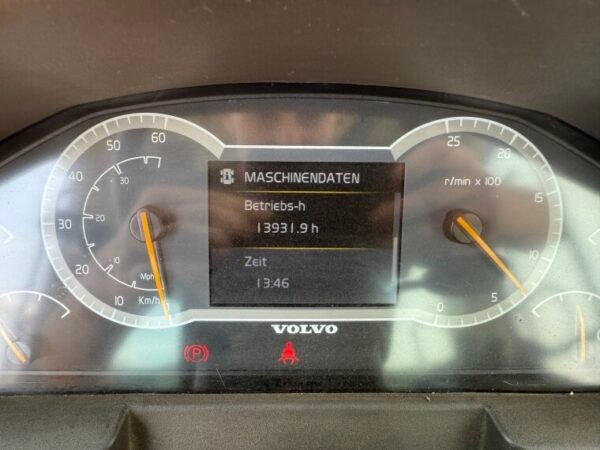 MASCHINENDATEN
Betriebs-h
13931.9 h
Zeit
13:46
60
50
40
30
20
10
Km/h
30
20
10
Mph
25
20
15
10
5
0
r/min x 100
VOLVO
P